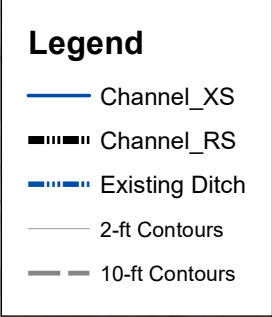 Legend
Channel_XS
Channel_RS
Existing Ditch
2-ft Contours
10-ft Contours